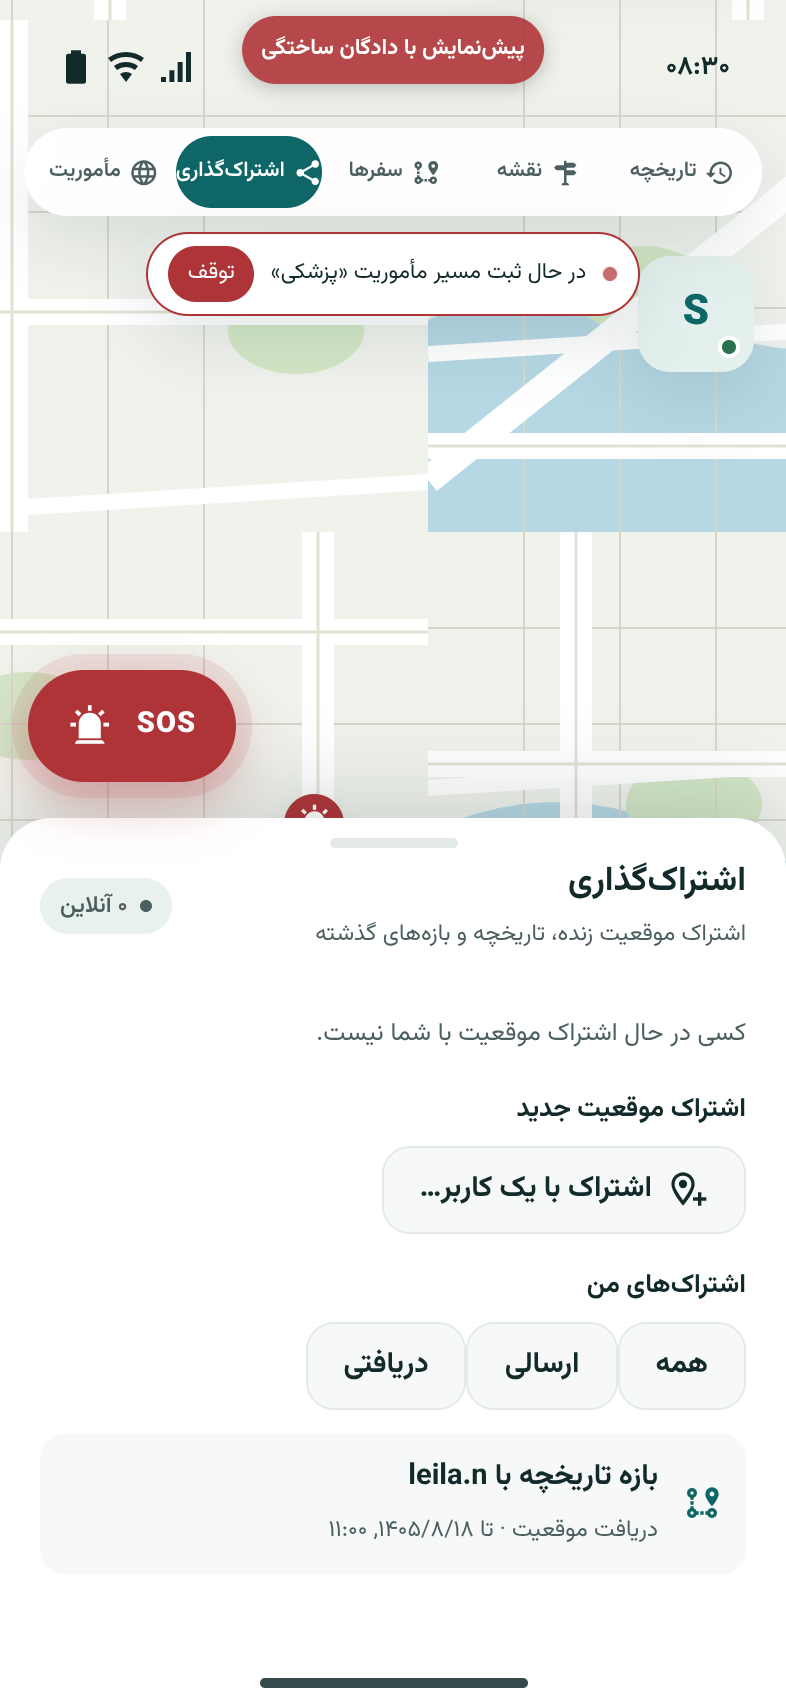 پیش‌نمایش با دادگان ساختگی
۰۸:۳۰
تاریخچه
نقشه
سفرها
اشتراک‌گذاری
مأموریت
در حال ثبت مسیر مأموریت «پزشکی»
توقف
S
SOS
اشتراک‌گذاری
۰ آنلاین
اشتراک موقعیت زنده، تاریخچه و بازه‌های گذشته
کسی در حال اشتراک موقعیت با شما نیست.
اشتراک موقعیت جدید
اشتراک با یک کاربر...
اشتراک‌های من
همه
ارسالی
دریافتی
بازه تاریخچه با leila.n
دریافت موقعیت · تا ۱۴۰۵/۸/۱۸, ۱۱:۰۰